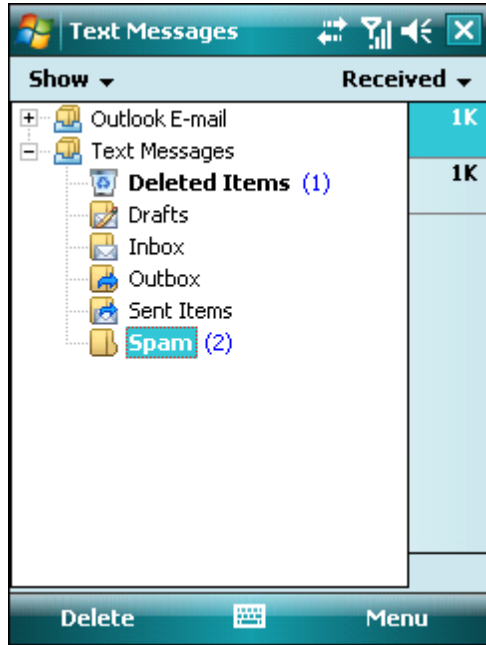 Text Messages
Show Received
Outlook E-mail 1K
Text Messages
Deleted Items (1) 1K
Drafts
Inbox
Outbox
Sent Items
Spam (2)
Delete Menu